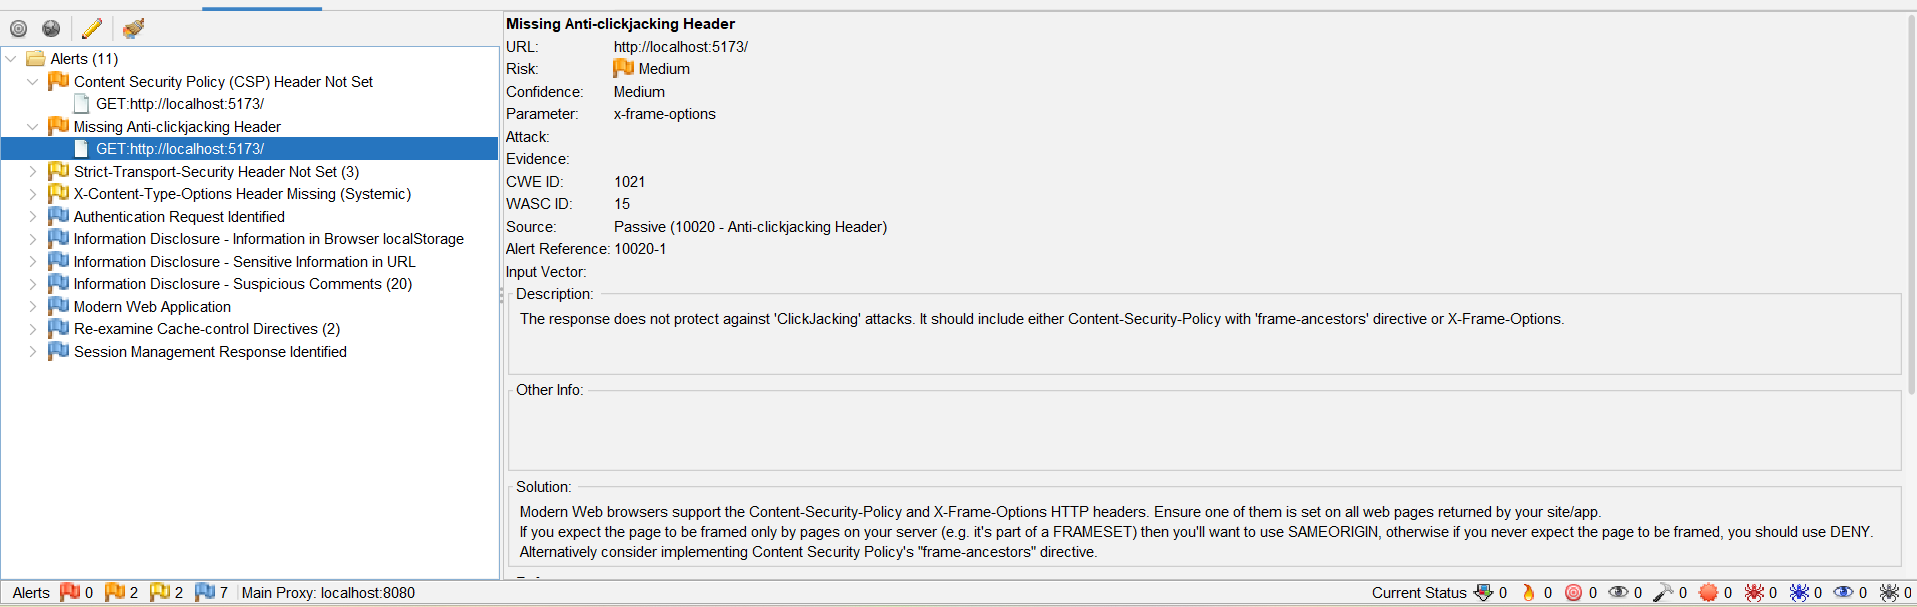 Alerts (11)
Content Security Policy (CSP) Header Not Set
GET:http://localhost:5173/
Missing Anti-clickjacking Header
GET:http://localhost:5173/
Strict-Transport-Security Header Not Set (3)
X-Content-Type-Options Header Missing (Systemic)
Authentication Request Identified
Information Disclosure - Information in Browser localStorage
Information Disclosure - Sensitive Information in URL
Information Disclosure - Suspicious Comments (20)
Modern Web Application
Re-examine Cache-control Directives (2)
Session Management Response Identified
Missing Anti-clickjacking Header
URL: http://localhost:5173/
Risk: Medium
Confidence: Medium
Parameter: x-frame-options
Attack:
Evidence:
CWE ID: 1021
WASC ID: 15
Source: Passive (10020 - Anti-clickjacking Header)
Alert Reference: 10020-1
Input Vector:
Description:
The response does not protect against 'ClickJacking' attacks. It should include either Content-Security-Policy with 'frame-ancestors' directive or X-Frame-Options.
Other Info:
Solution:
Modern Web browsers support the Content-Security-Policy and X-Frame-Options HTTP headers. Ensure one of them is set on all web pages returned by your site/app.
If you expect the page to be framed only by pages on your server (e.g. it's part of a FRAMESET) then you'll want to use SAMEORIGIN, otherwise if you never expect the page to be framed, you should use DENY.
Alternatively consider implementing Content Security Policy's "frame-ancestors" directive.
Alerts 0 2 2 7 Main Proxy: localhost:8080 Current Status 0 0 0 0 0 0 0 0 0 0